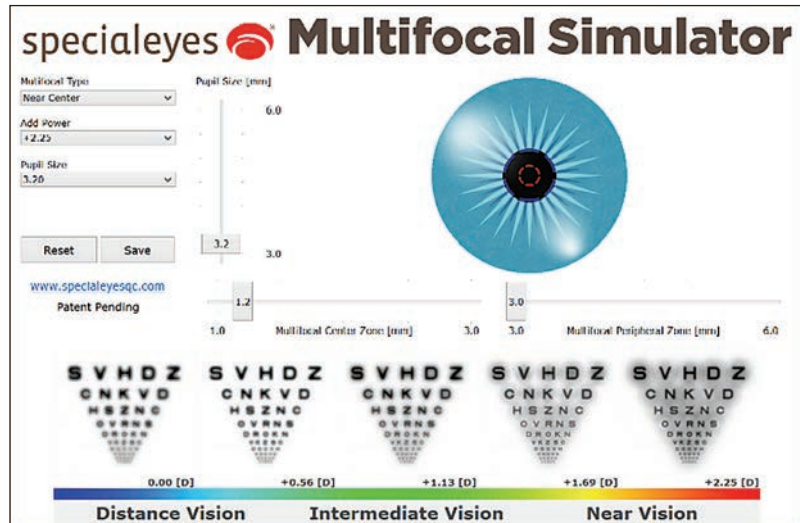 specialeyes Multifocal Simulator
Mutifocal Type
Near Center
Add Power
+2.25
Pupil Size
3.20
Reset Save
www.specialeyesqc.com
Patent Pending
Pupil Size [mm]
6.0
3.2
3.0
1.2
1.0 Multifocal Center Zone [mm] 3.0
3.0
3.0 Multifocal Peripheral Zone [mm] 6.0
S V H D Z S V H D Z S V H D Z S V H D Z S V H D Z
C N K V D C N K V D C N K V D C N K V D C N K V D
H S Z N C H S Z N C H S Z N C H S Z N C H S Z N C
O V R N S O V R N S O V R N S O V R N S O V R N S
D R O K N D R O K N D R O K N D R O K N D R O K N
0.00 [D] +0.56 [D] +1.13 [D] +1.69 [D] +2.25 [D]
Distance Vision Intermediate Vision Near Vision